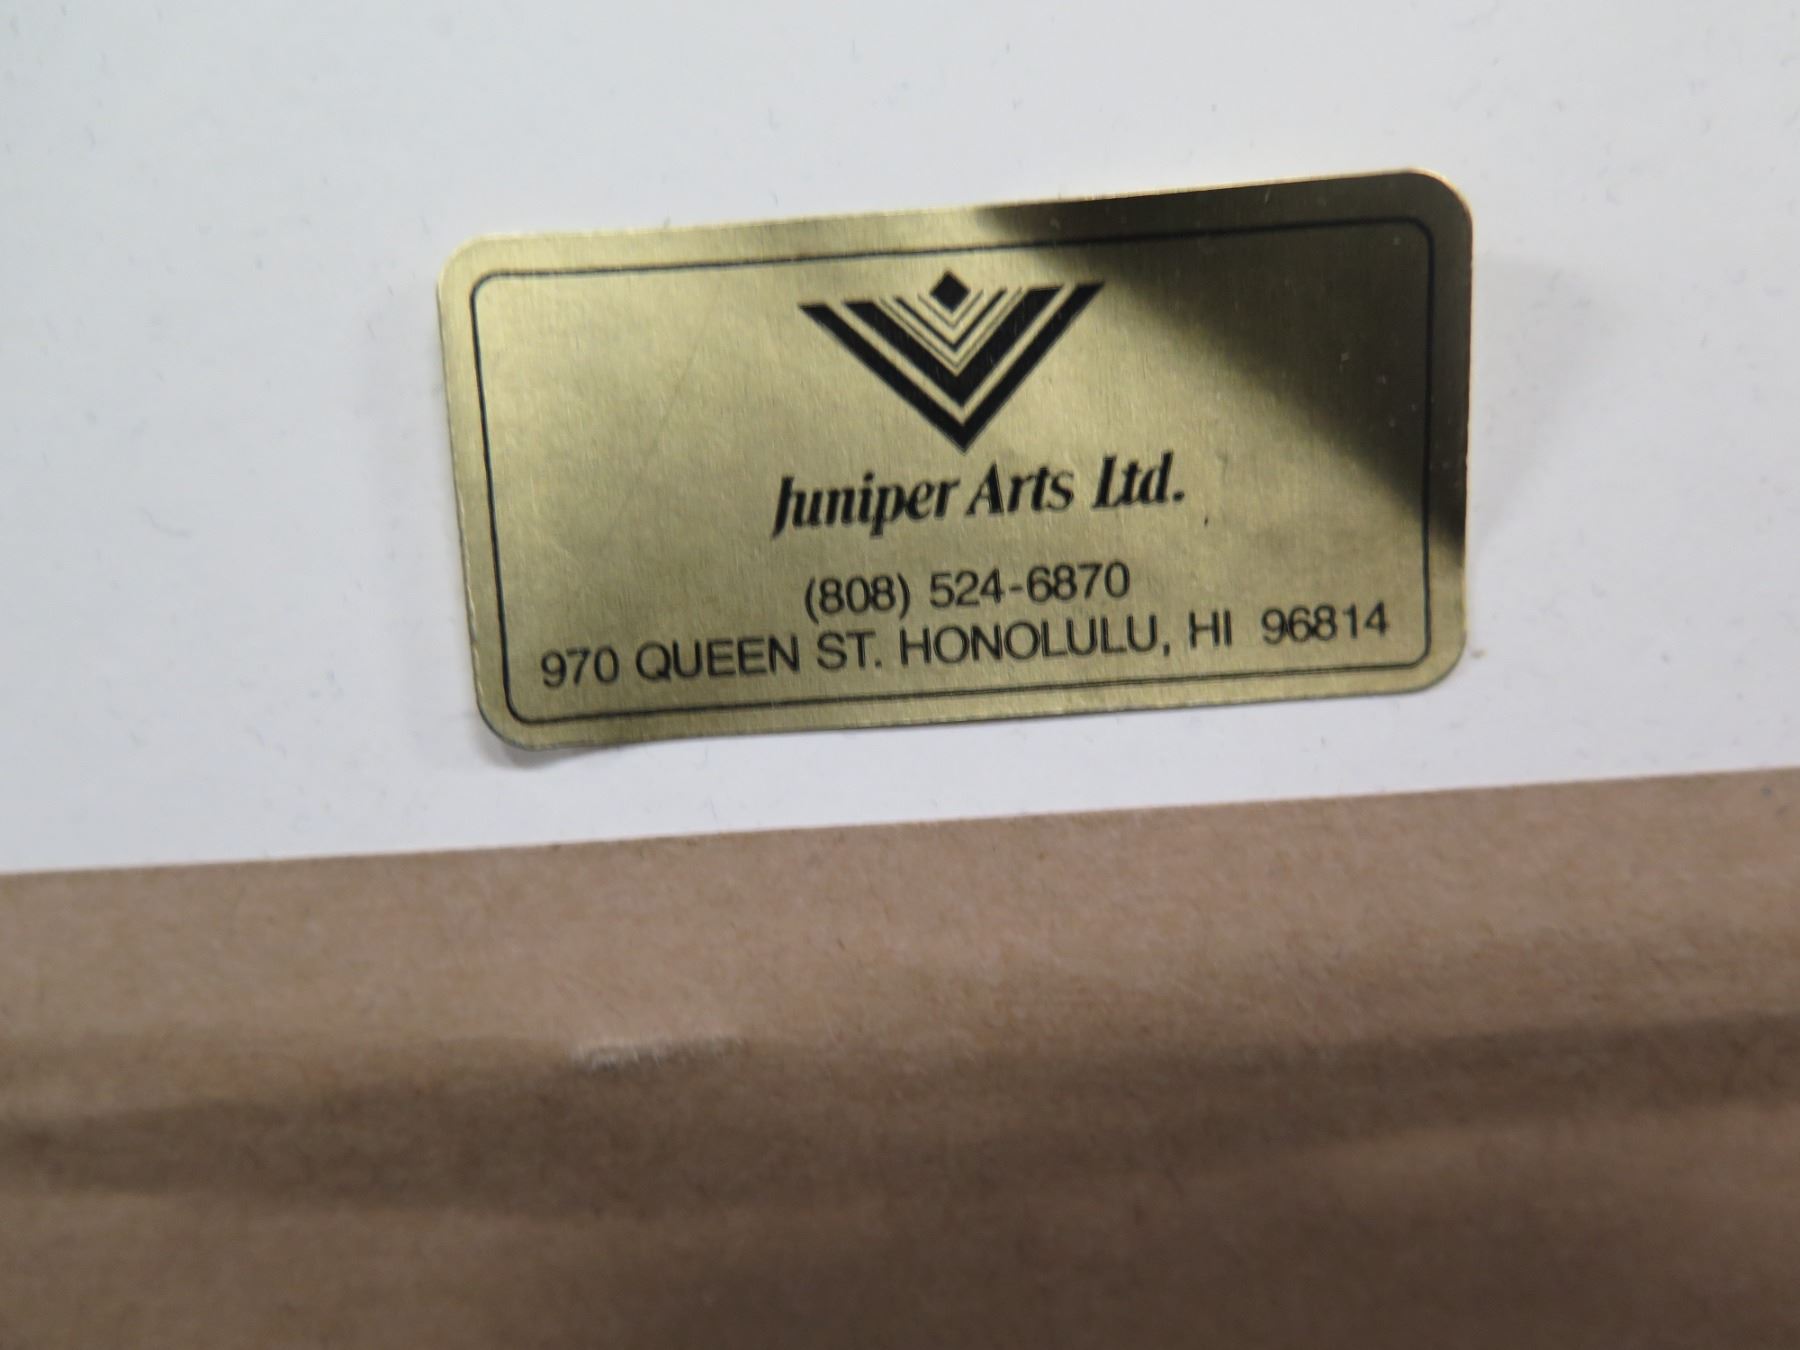 Juniper Arts Ltd.
(808) 524-6870
970 QUEEN ST. HONOLULU, HI 96814